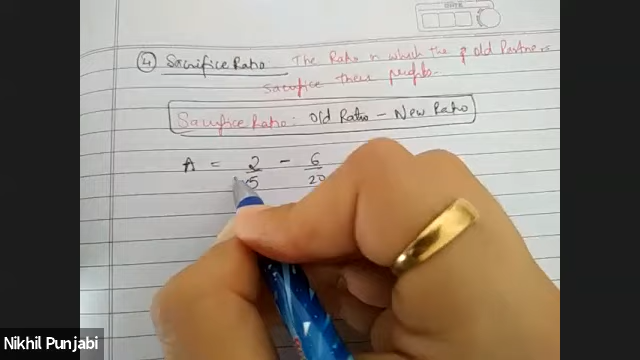 DATE
④ Sacrifice Ratio The Ratio in which the old Partners
sacrifice their
Sacrifice Ratio: Old Ratio - New Ratio
A = 2/5 - 6/20
Nikhil Punjabi